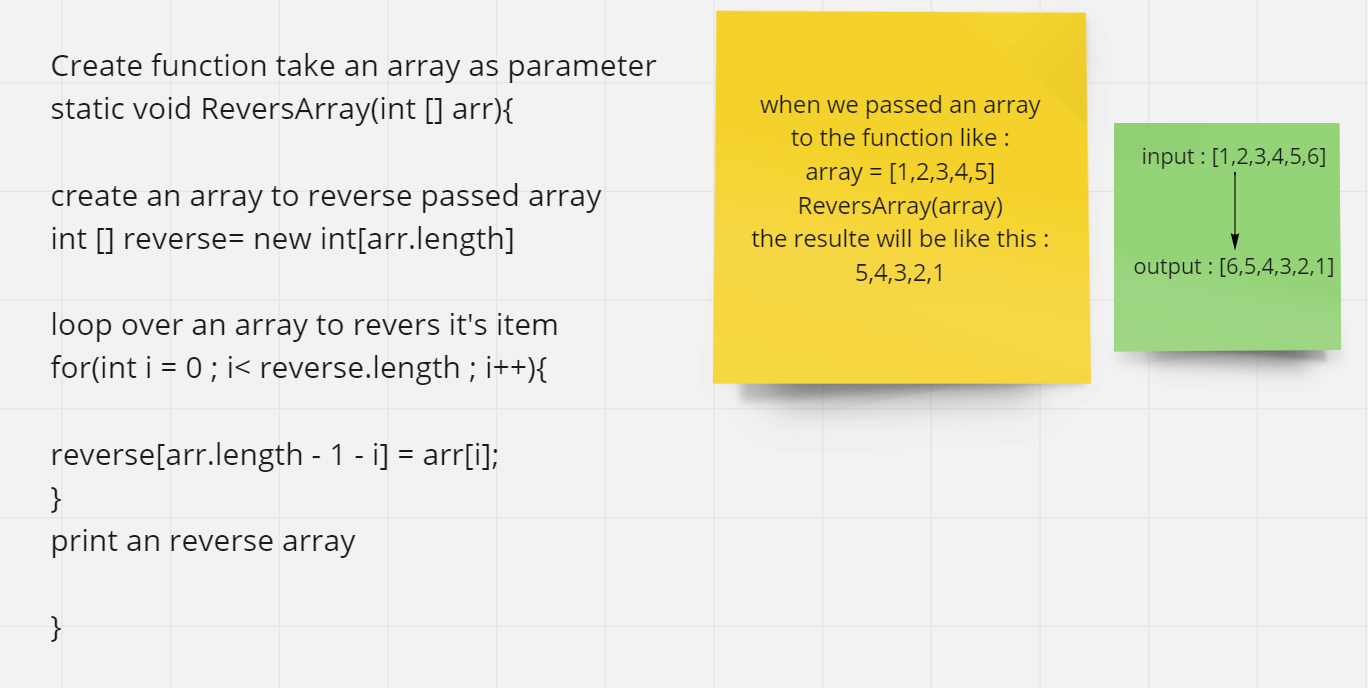 Create function take an array as parameter
static void ReversArray(int [] arr){
create an array to reverse passed array
int [] reverse= new int[arr.length]
loop over an array to revers it's item
for(int i = 0 ; i< reverse.length ; i++){
reverse[arr.length - 1 - i] = arr[i];
}
print an reverse array
}
when we passed an array
to the function like :
array = [1,2,3,4,5]
ReversArray(array)
the resulte will be like this :
5,4,3,2,1
input : [1,2,3,4,5,6]
output : [6,5,4,3,2,1]